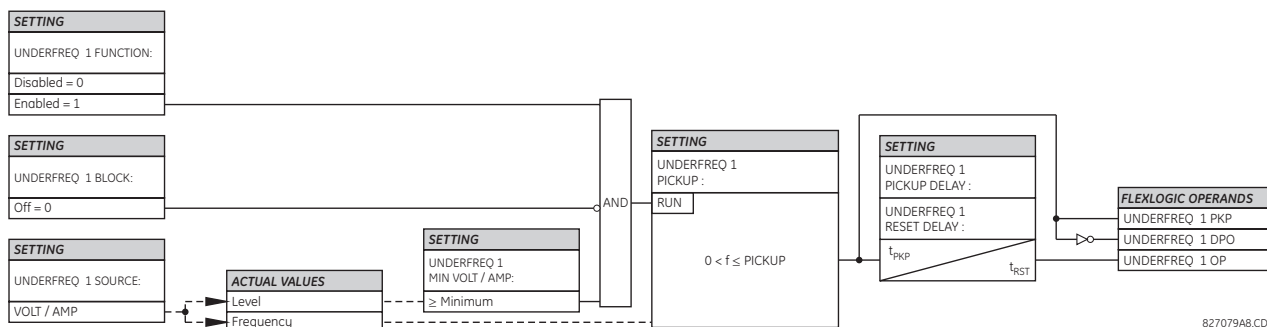 SETTING
UNDERFREQ 1 FUNCTION:
Disabled = 0
Enabled = 1
SETTING
UNDERFREQ 1 BLOCK:
Off = 0
SETTING
UNDERFREQ 1 SOURCE:
VOLT / AMP
ACTUAL VALUES
Level
Frequency
SETTING
UNDERFREQ 1
MIN VOLT / AMP:
≥ Minimum
AND
SETTING
UNDERFREQ 1
PICKUP :
RUN
0 < f ≤ PICKUP
SETTING
UNDERFREQ 1
PICKUP DELAY :
UNDERFREQ 1
RESET DELAY :
tPKP
tRST
FLEXLOGIC OPERANDS
UNDERFREQ 1 PKP
UNDERFREQ 1 DPO
UNDERFREQ 1 OP
827079A8.CD